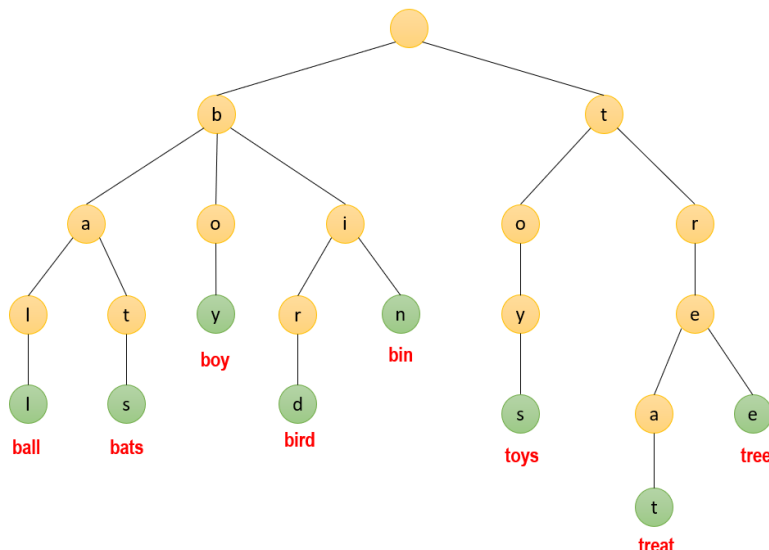 b t
a o i o r
l t y r n y e
boy bin
l s d s a e
ball bats bird toys tree
t
treat